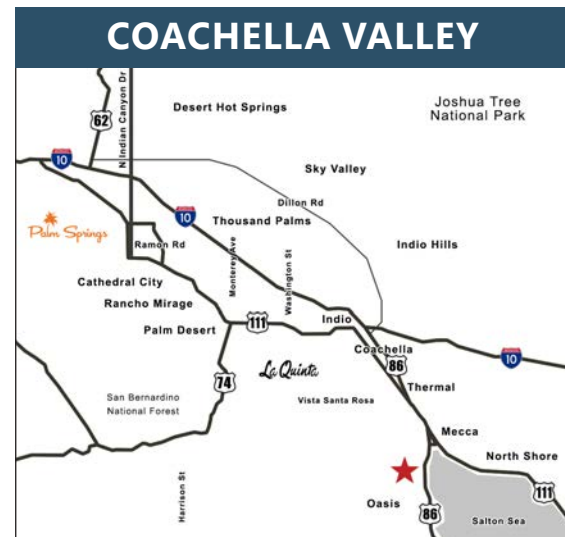 COACHELLA VALLEY
N Indian Canyon Dr
62
Desert Hot Springs
Joshua Tree
National Park
10
Sky Valley
Dillon Rd
10
Thousand Palms
Palm Springs
Ramon Rd
Monterey Ave
Washington St
Indio Hills
Cathedral City
Rancho Mirage
Palm Desert
111
Indio
Coachella
86
10
La Quinta
74
Thermal
San Bernardino
National Forest
Vista Santa Rosa
Mecca
North Shore
Harrison St
Oasis
86
111
Salton Sea